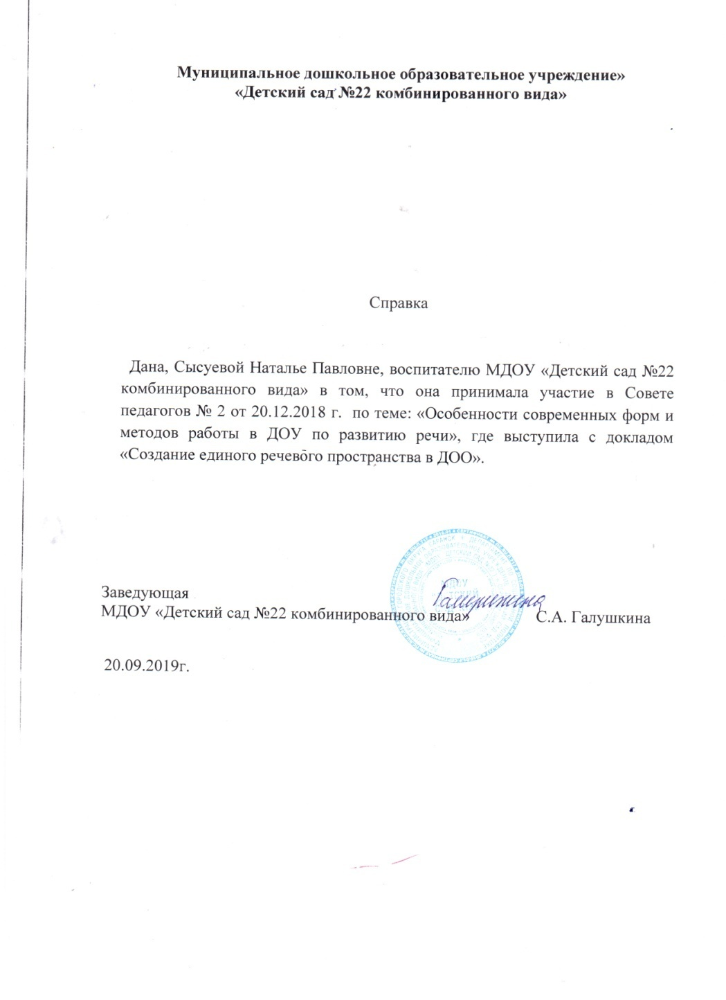 Муниципальное дошкольное образовательное учреждение»
«Детский сад №22 комбинированного вида»
Справка
Дана, Сысуевой Наталье Павловне, воспитателю МДОУ «Детский сад №22
комбинированного вида» в том, что она принимала участие в Совете
педагогов № 2 от 20.12.2018 г. по теме: «Особенности современных форм и
методов работы в ДОУ по развитию речи», где выступила с докладом
«Создание единого речевого пространства в ДОО».
Заведующая
МДОУ «Детский сад №22 комбинированного вида»
С.А. Галушкина
20.09.2019г.